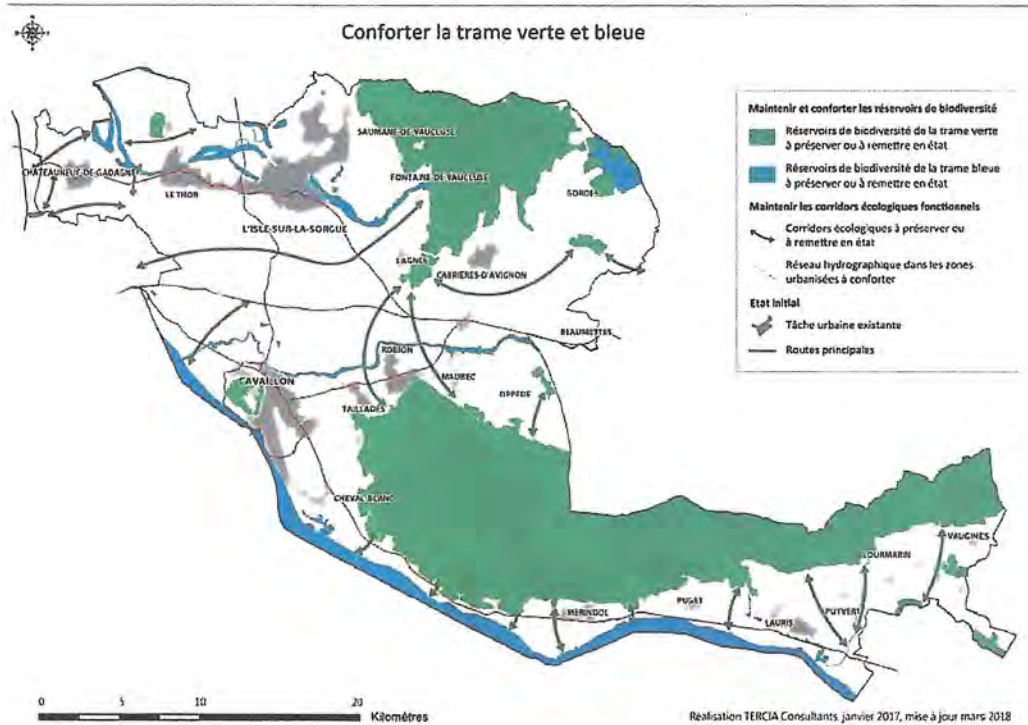 Conforter la trame verte et bleue
Maintenir et conforter les réservoirs de biodiversité
Réservoirs de biodiversité de la trame verte
à préserver ou à remettre en état
Réservoirs de biodiversité de la trame bleue
à préserver ou à remettre en état
Maintenir les corridors écologiques fonctionnels
Corridors écologiques à préserver ou
à remettre en état
Réseau hydrographique dans les zones
urbanisées à conforter
Etat initial
Tâche urbaine existante
Routes principales
SAUMANE-DE-VAUCLUSE
CHATEAUNEUF-DE-GADAGNE
FONTAINE-DE-VAUCLUSE
GORDES
LE THOR
L'ISLE-SUR-LA-SORGUE
LAGNES
CABRIERES-D'AVIGNON
BEAUMETTES
ROBION
MAUBEC
CAVAILLON
OPPEDE
TAILLADES
CHEVAL-BLANC
VAUGINES
LOURMARIN
PUGET
MERINDOL
PUYVERT
LAURIS
0 5 10 20
Kilomètres
Réalisation TERCIA Consultants, janvier 2017, mise à jour mars 2018